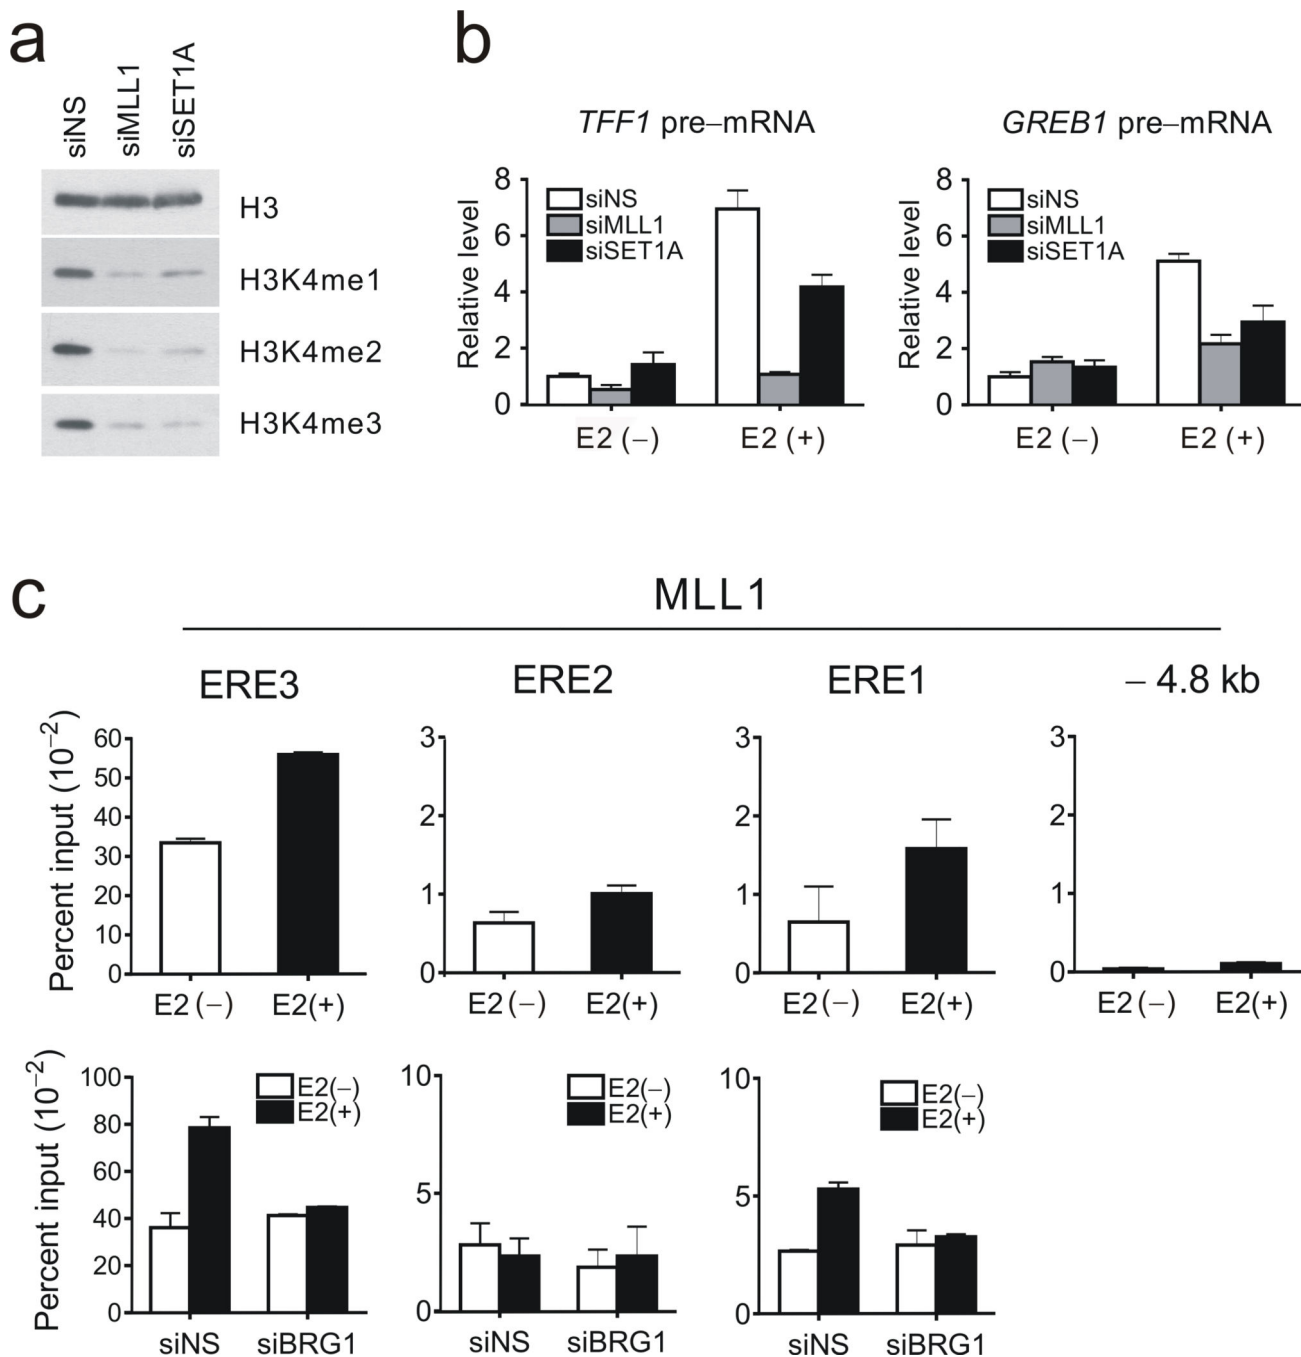 a
siNS
siMLL1
siSET1A
H3
H3K4me1
H3K4me2
H3K4me3
b
TFF1 pre–mRNA
Relative level
8
6
4
2
0
siNS
siMLL1
siSET1A
E2 (–) E2 (+)
GREB1 pre–mRNA
Relative level
8
6
4
2
0
siNS
siMLL1
siSET1A
E2 (–) E2 (+)
c
MLL1
ERE3
Percent input (10⁻²)
60
50
40
30
20
10
0
E2 (–) E2(+)
ERE2
3
2
1
0
E2 (–) E2(+)
ERE1
3
2
1
0
E2 (–) E2(+)
– 4.8 kb
3
2
1
0
E2 (–) E2(+)
Percent input (10⁻²)
100
80
60
40
20
0
E2(–)
E2(+)
siNS siBRG1
10
5
0
E2(–)
E2(+)
siNS siBRG1
10
5
0
E2(–)
E2(+)
siNS siBRG1